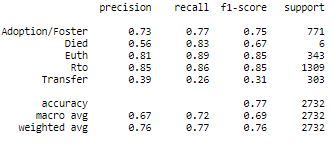 precision recall f1-score support
Adoption/Foster 0.73 0.77 0.75 771
Died 0.56 0.83 0.67 6
Euth 0.81 0.89 0.85 343
Rto 0.85 0.86 0.85 1309
Transfer 0.39 0.26 0.31 303
accuracy 0.77 2732
macro avg 0.67 0.72 0.69 2732
weighted avg 0.76 0.77 0.76 2732